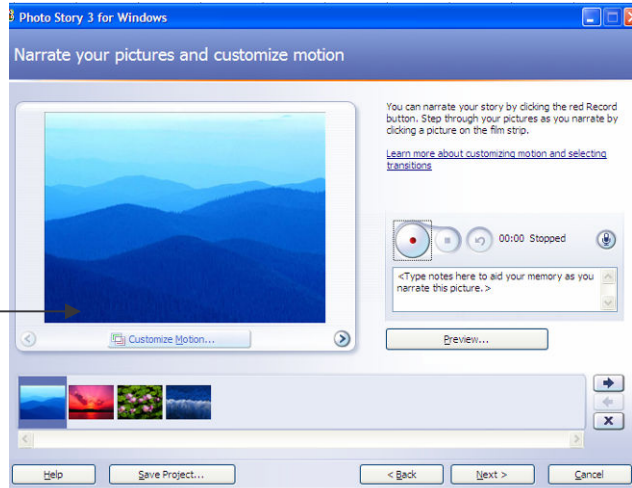 Photo Story 3 for Windows
Narrate your pictures and customize motion
You can narrate your story by clicking the red Record
button. Step through your pictures as you narrate by
clicking a picture on the film strip.
Learn more about customizing motion and selecting
transitions
00:00 Stopped
<Type notes here to aid your memory as you
narrate this picture.>
Customize Motion...
Preview...
Help
Save Project...
< Back
Next >
Cancel